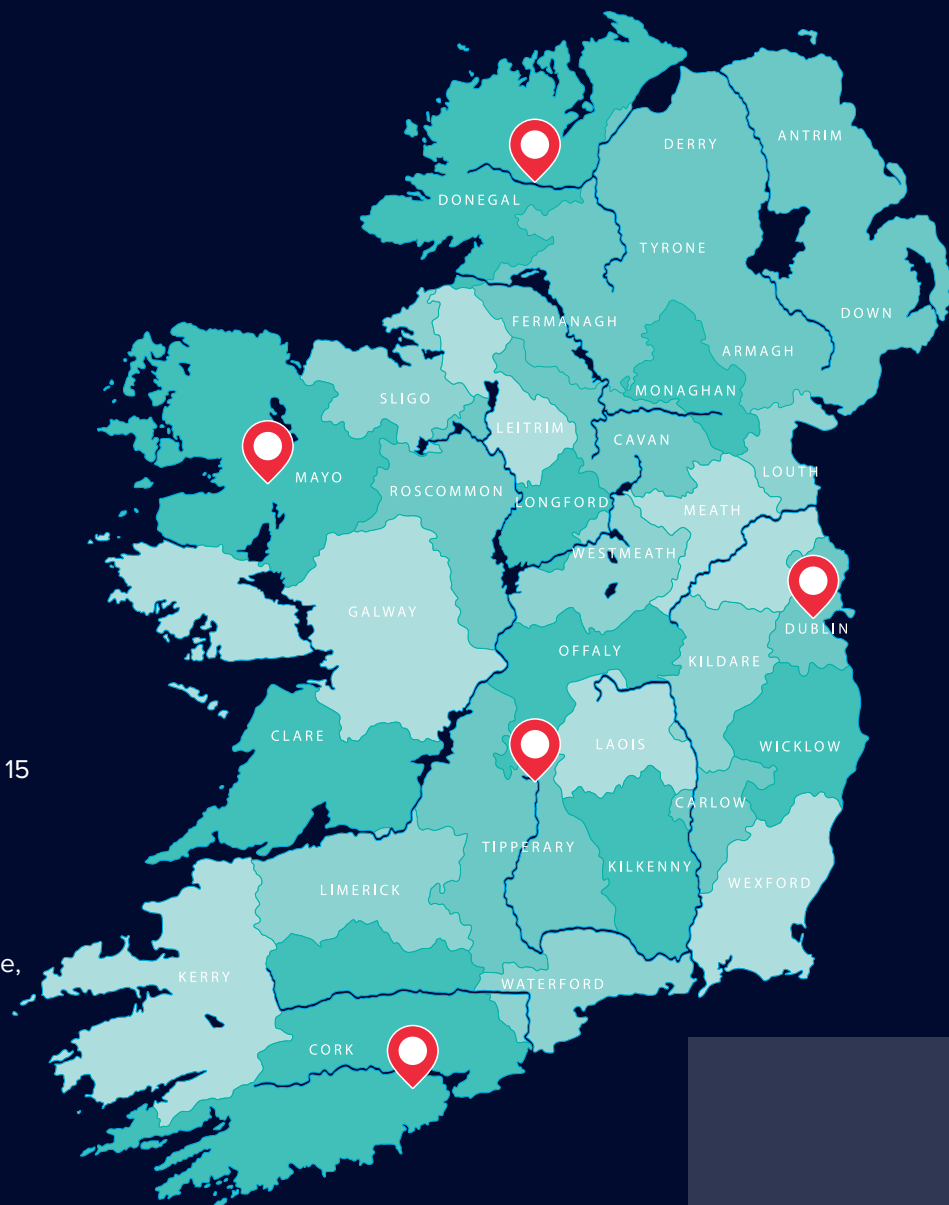 ANTRIM
DERRY
DONEGAL
TYRONE
DOWN
FERMANAGH
ARMAGH
MONAGHAN
SLIGO
LEITRIM
CAVAN
LOUTH
MAYO
ROSCOMMON
LONGFORD
MEATH
WESTMEATH
GALWAY
DUBLIN
OFFALY
KILDARE
CLARE
LAOIS
WICKLOW
15
CARLOW
TIPPERARY
KILKENNY
WEXFORD
LIMERICK
e,
KERRY
WATERFORD
CORK